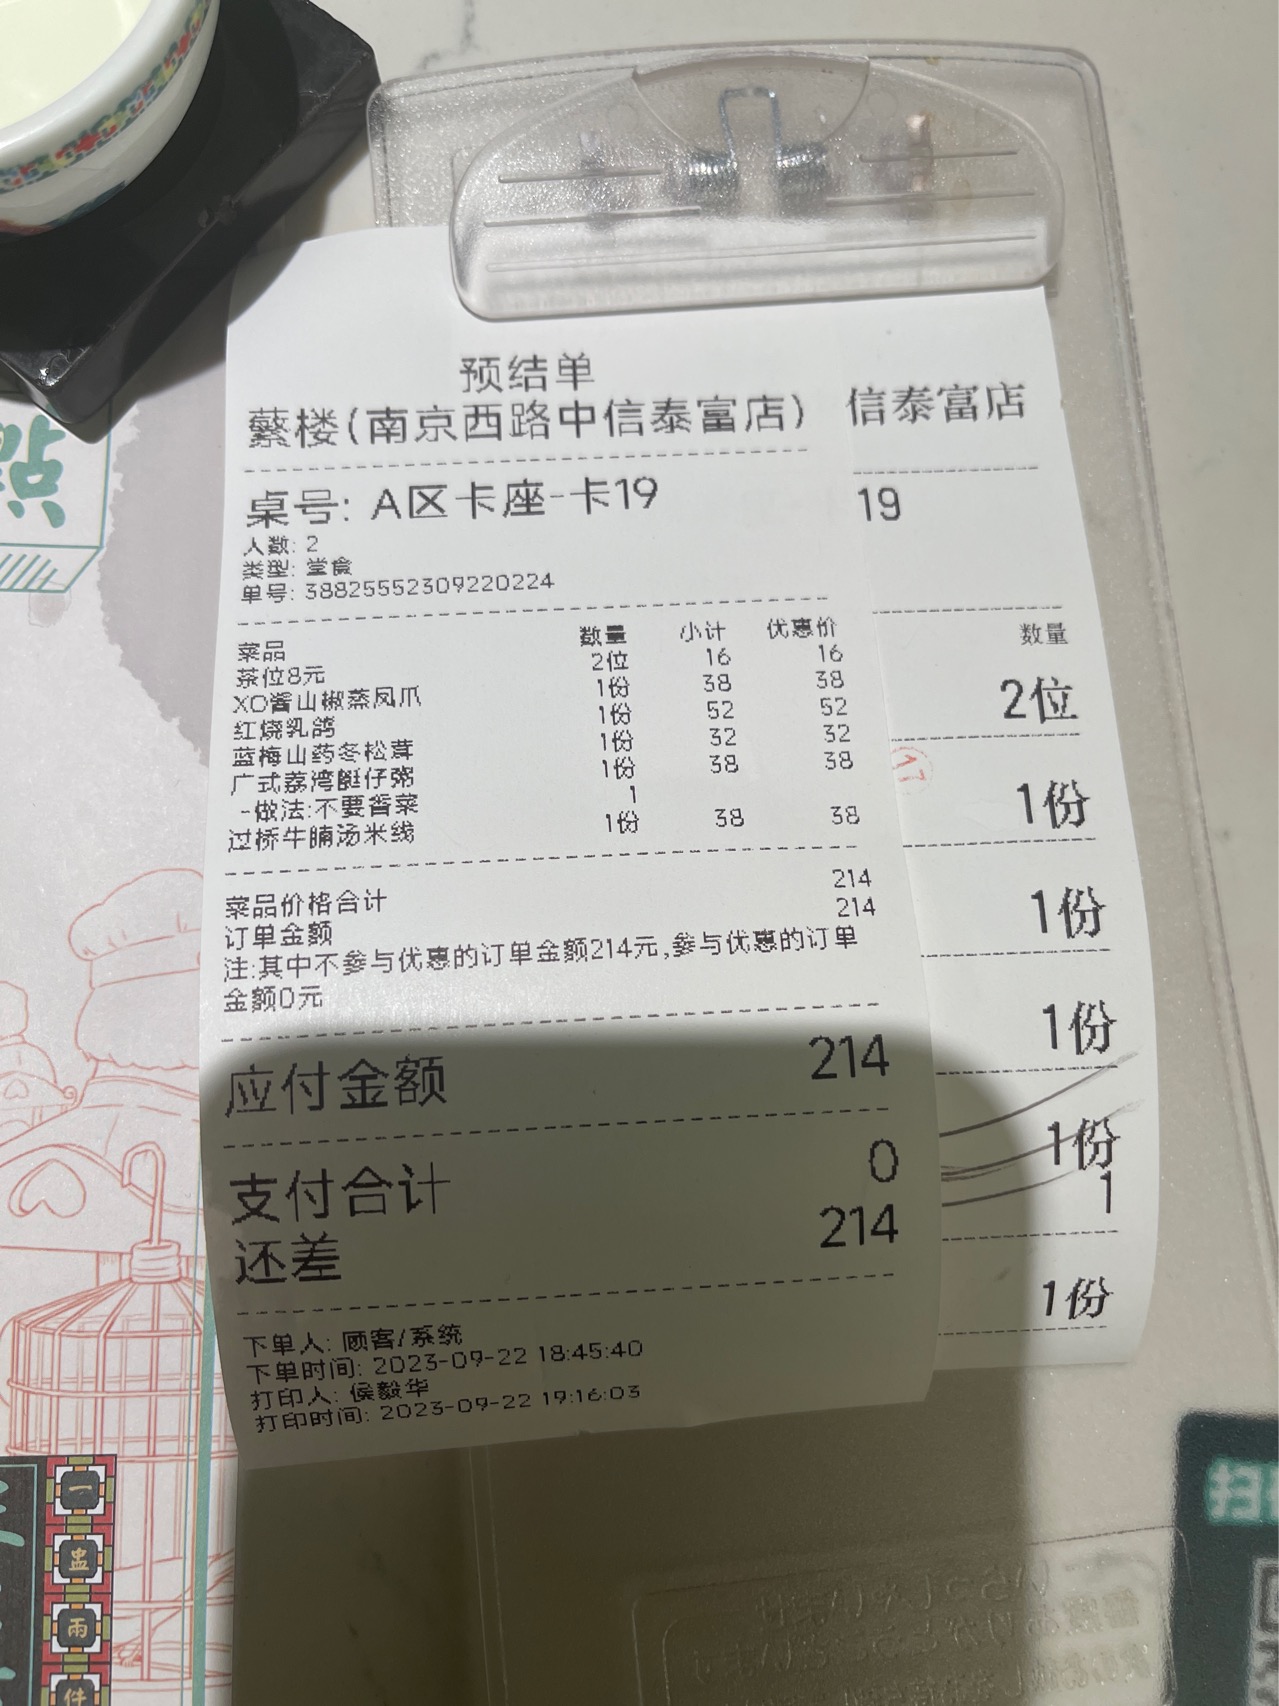 预结单
蘩楼(南京西路中信泰富店)
桌号: A区卡座-卡19
人数: 2
类型: 堂食
单号: 38825552309220224
菜品 数量 小计 优惠价
茶位8元 2位 16 16
XO酱山椒蒸凤爪 1份 38 38
红烧乳鸽 1份 52 52
蓝梅山药冬松茸 1份 32 32
广式荔湾艇仔粥 1份 38 38
-做法:不要香菜 1
过桥牛腩汤米线 1份 38 38
菜品价格合计 214
订单金额 214
注:其中不参与优惠的订单金额214元,参与优惠的订单
金额0元
应付金额 214
支付合计 0
还差 214
下单人: 顾客/系统
下单时间: 2023-09-22 18:45:40
打印人: 侯毅华
打印时间: 2023-09-22 19:16:03
信泰富店
19
数量
2位
1份
1份
1份
1份
1
1份
点
一
盅
两
件
扫